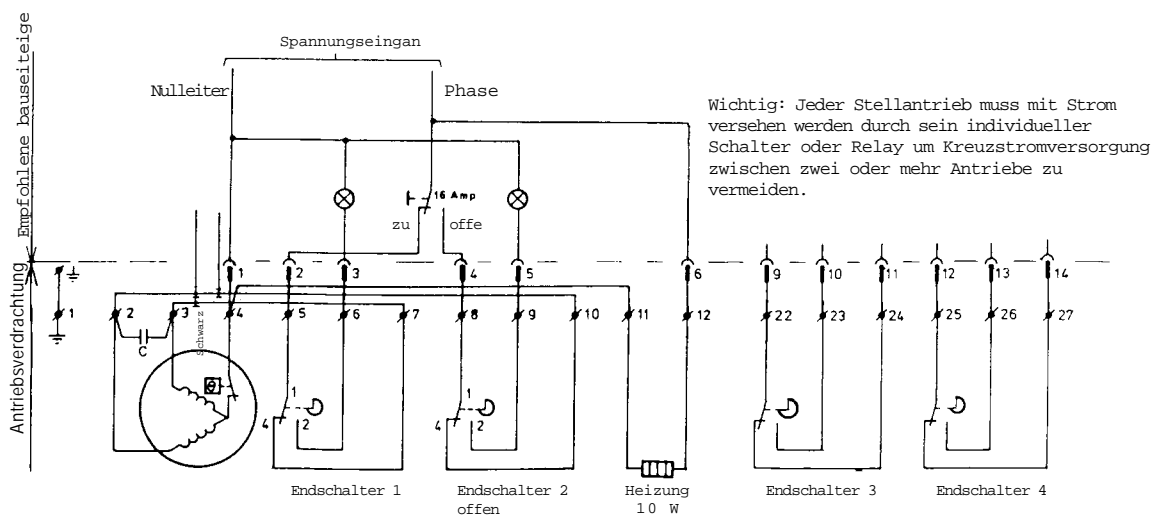 Spannungseingan
Nulleiter
Phase
Wichtig: Jeder Stellantrieb muss mit Strom
versehen werden durch sein individueller
Schalter oder Relay um Kreuzstromversorgung
zwischen zwei oder mehr Antriebe zu
vermeiden.
Empfohlene bauseiteige
16 Amp
zu
offe
1 2 3 4 5 6 9 10 11 12 13 14
Antriebsverdrachtung
1 2 3 4 5 6 7 8 9 10 11 12 22 23 24 25 26 27
Schwarz
C
1
4 2
1
4 2
Endschalter 1
Endschalter 2
offen
Heizung
10 W
Endschalter 3
Endschalter 4